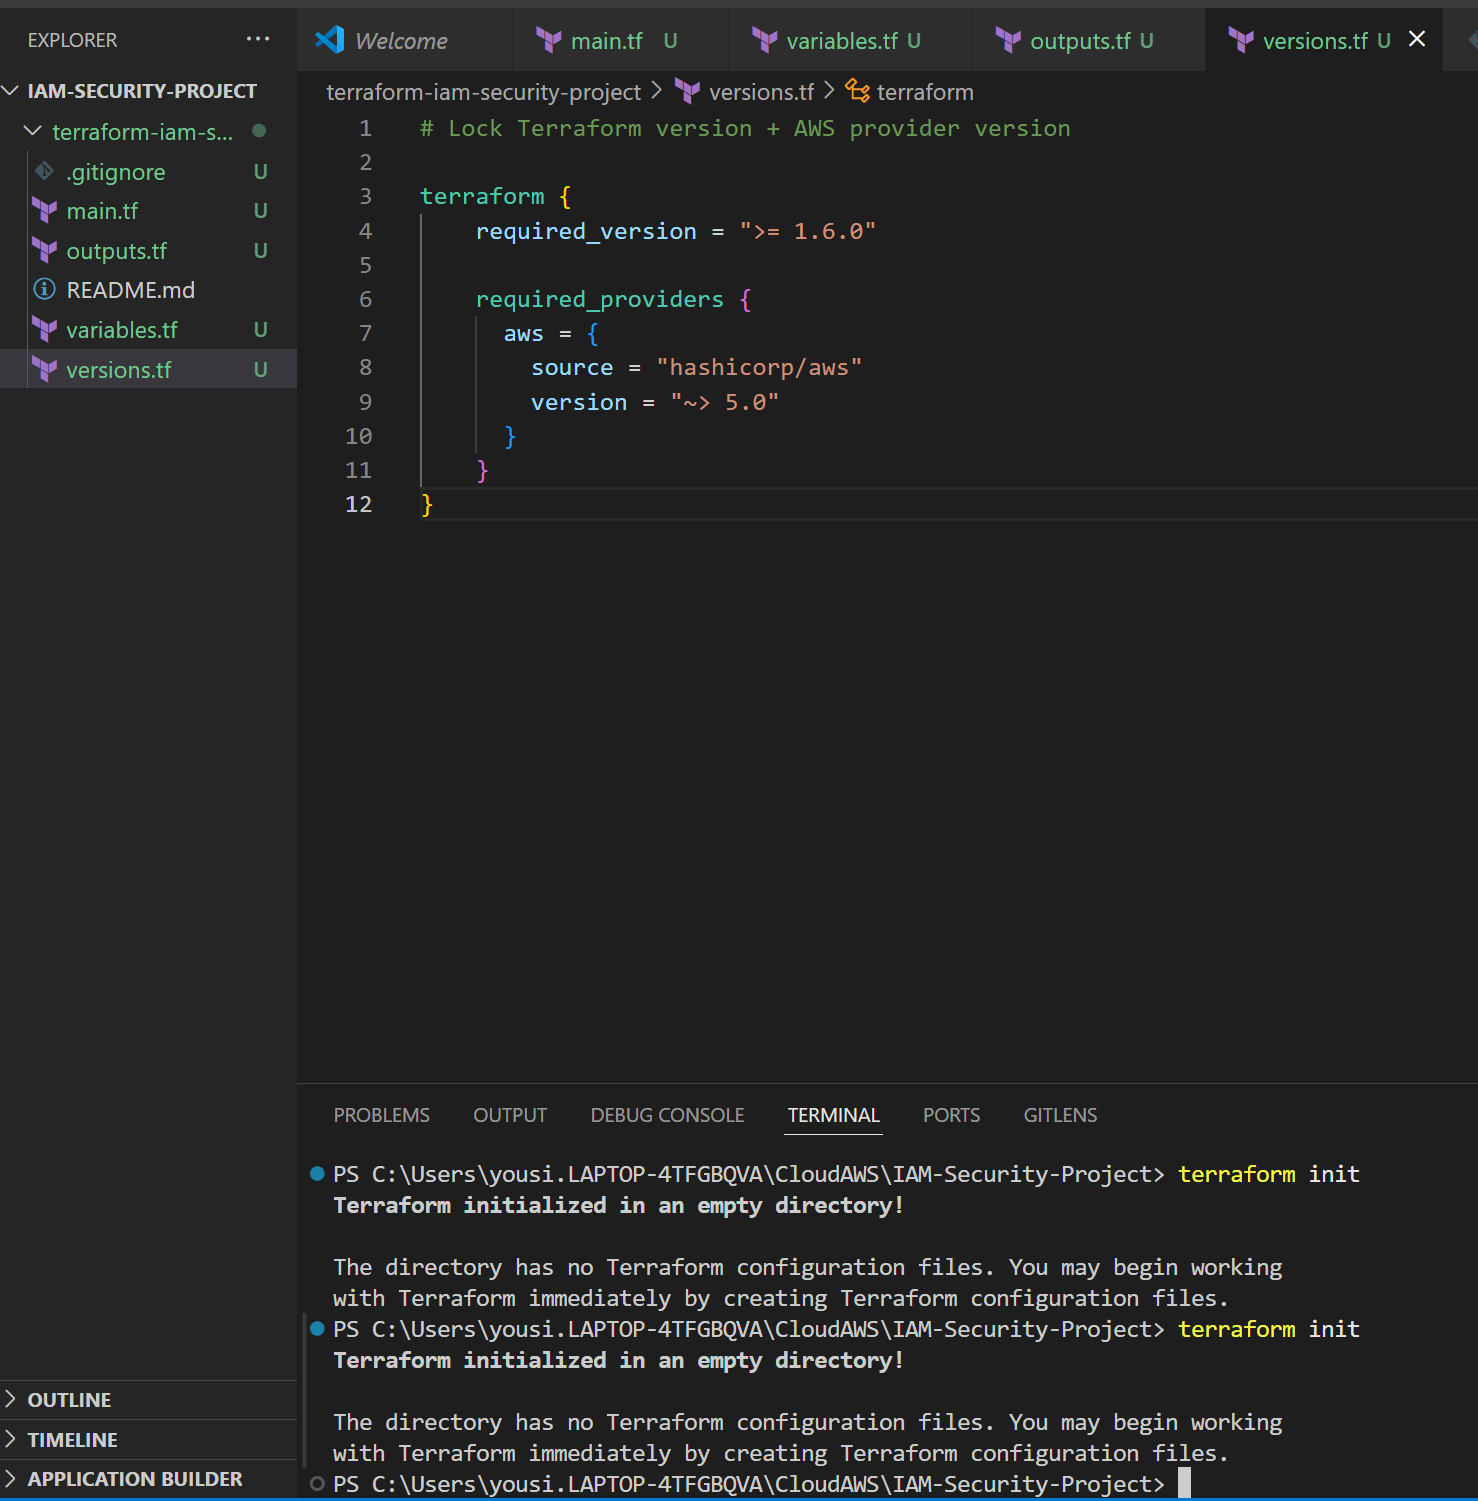 EXPLORER ···
IAM-SECURITY-PROJECT
terraform-iam-s...
.gitignore U
main.tf U
outputs.tf U
README.md
variables.tf U
versions.tf U
OUTLINE
TIMELINE
APPLICATION BUILDER
Welcome
main.tf U
variables.tf U
outputs.tf U
versions.tf U
terraform-iam-security-project > versions.tf > terraform
1 # Lock Terraform version + AWS provider version
2
3 terraform {
4 required_version = ">= 1.6.0"
5
6 required_providers {
7 aws = {
8 source = "hashicorp/aws"
9 version = "~> 5.0"
10 }
11 }
12 }
PROBLEMS OUTPUT DEBUG CONSOLE TERMINAL PORTS GITLENS
PS C:\Users\yousi.LAPTOP-4TFGBQVA\CloudAWS\IAM-Security-Project> terraform init
Terraform initialized in an empty directory!
The directory has no Terraform configuration files. You may begin working
with Terraform immediately by creating Terraform configuration files.
PS C:\Users\yousi.LAPTOP-4TFGBQVA\CloudAWS\IAM-Security-Project> terraform init
Terraform initialized in an empty directory!
The directory has no Terraform configuration files. You may begin working
with Terraform immediately by creating Terraform configuration files.
PS C:\Users\yousi.LAPTOP-4TFGBQVA\CloudAWS\IAM-Security-Project>